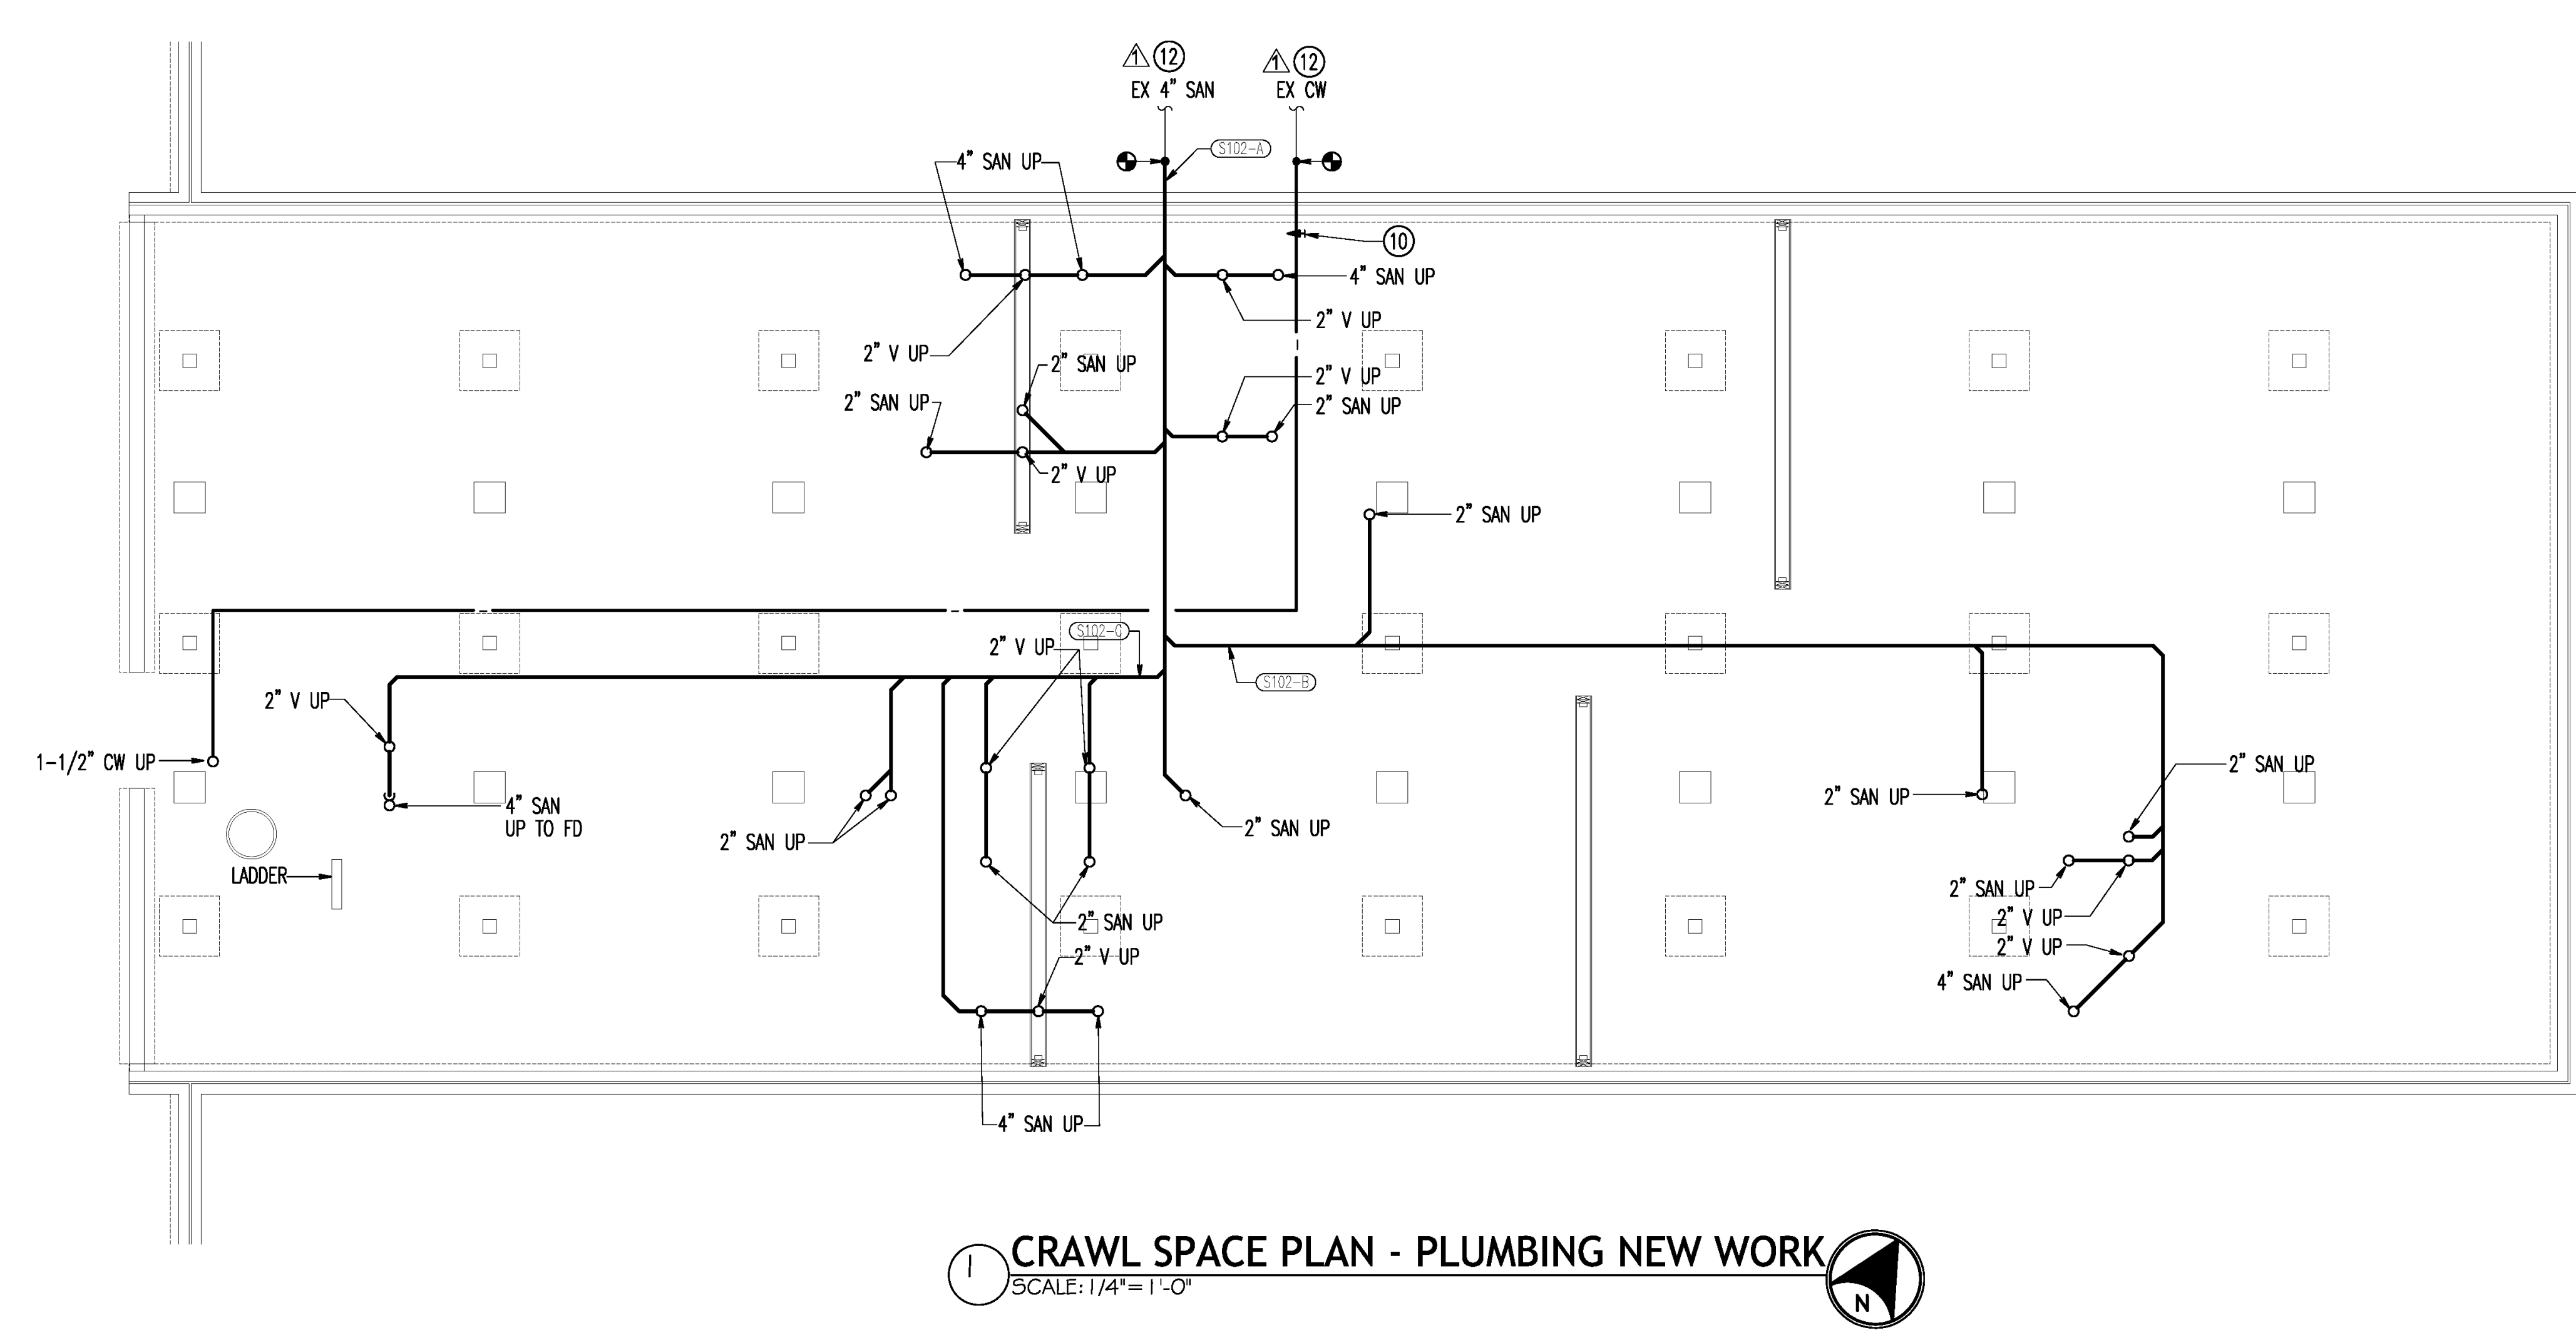 1 12 1 12
EX 4" SAN EX CW
S102-A
4" SAN UP
10
4" SAN UP
2" V UP
2" V UP
2" SAN UP
2" V UP
2" SAN UP
2" SAN UP
2" V UP
2" SAN UP
S102-C
2" V UP
S102-B
2" V UP
1-1/2" CW UP
2" SAN UP
2" SAN UP
4" SAN
UP TO FD
2" SAN UP
2" SAN UP
LADDER
2" SAN UP
2" SAN UP
2" V UP
2" V UP
2" V UP
4" SAN UP
4" SAN UP
1 CRAWL SPACE PLAN - PLUMBING NEW WORK
SCALE: 1/4"= 1'-0"
N